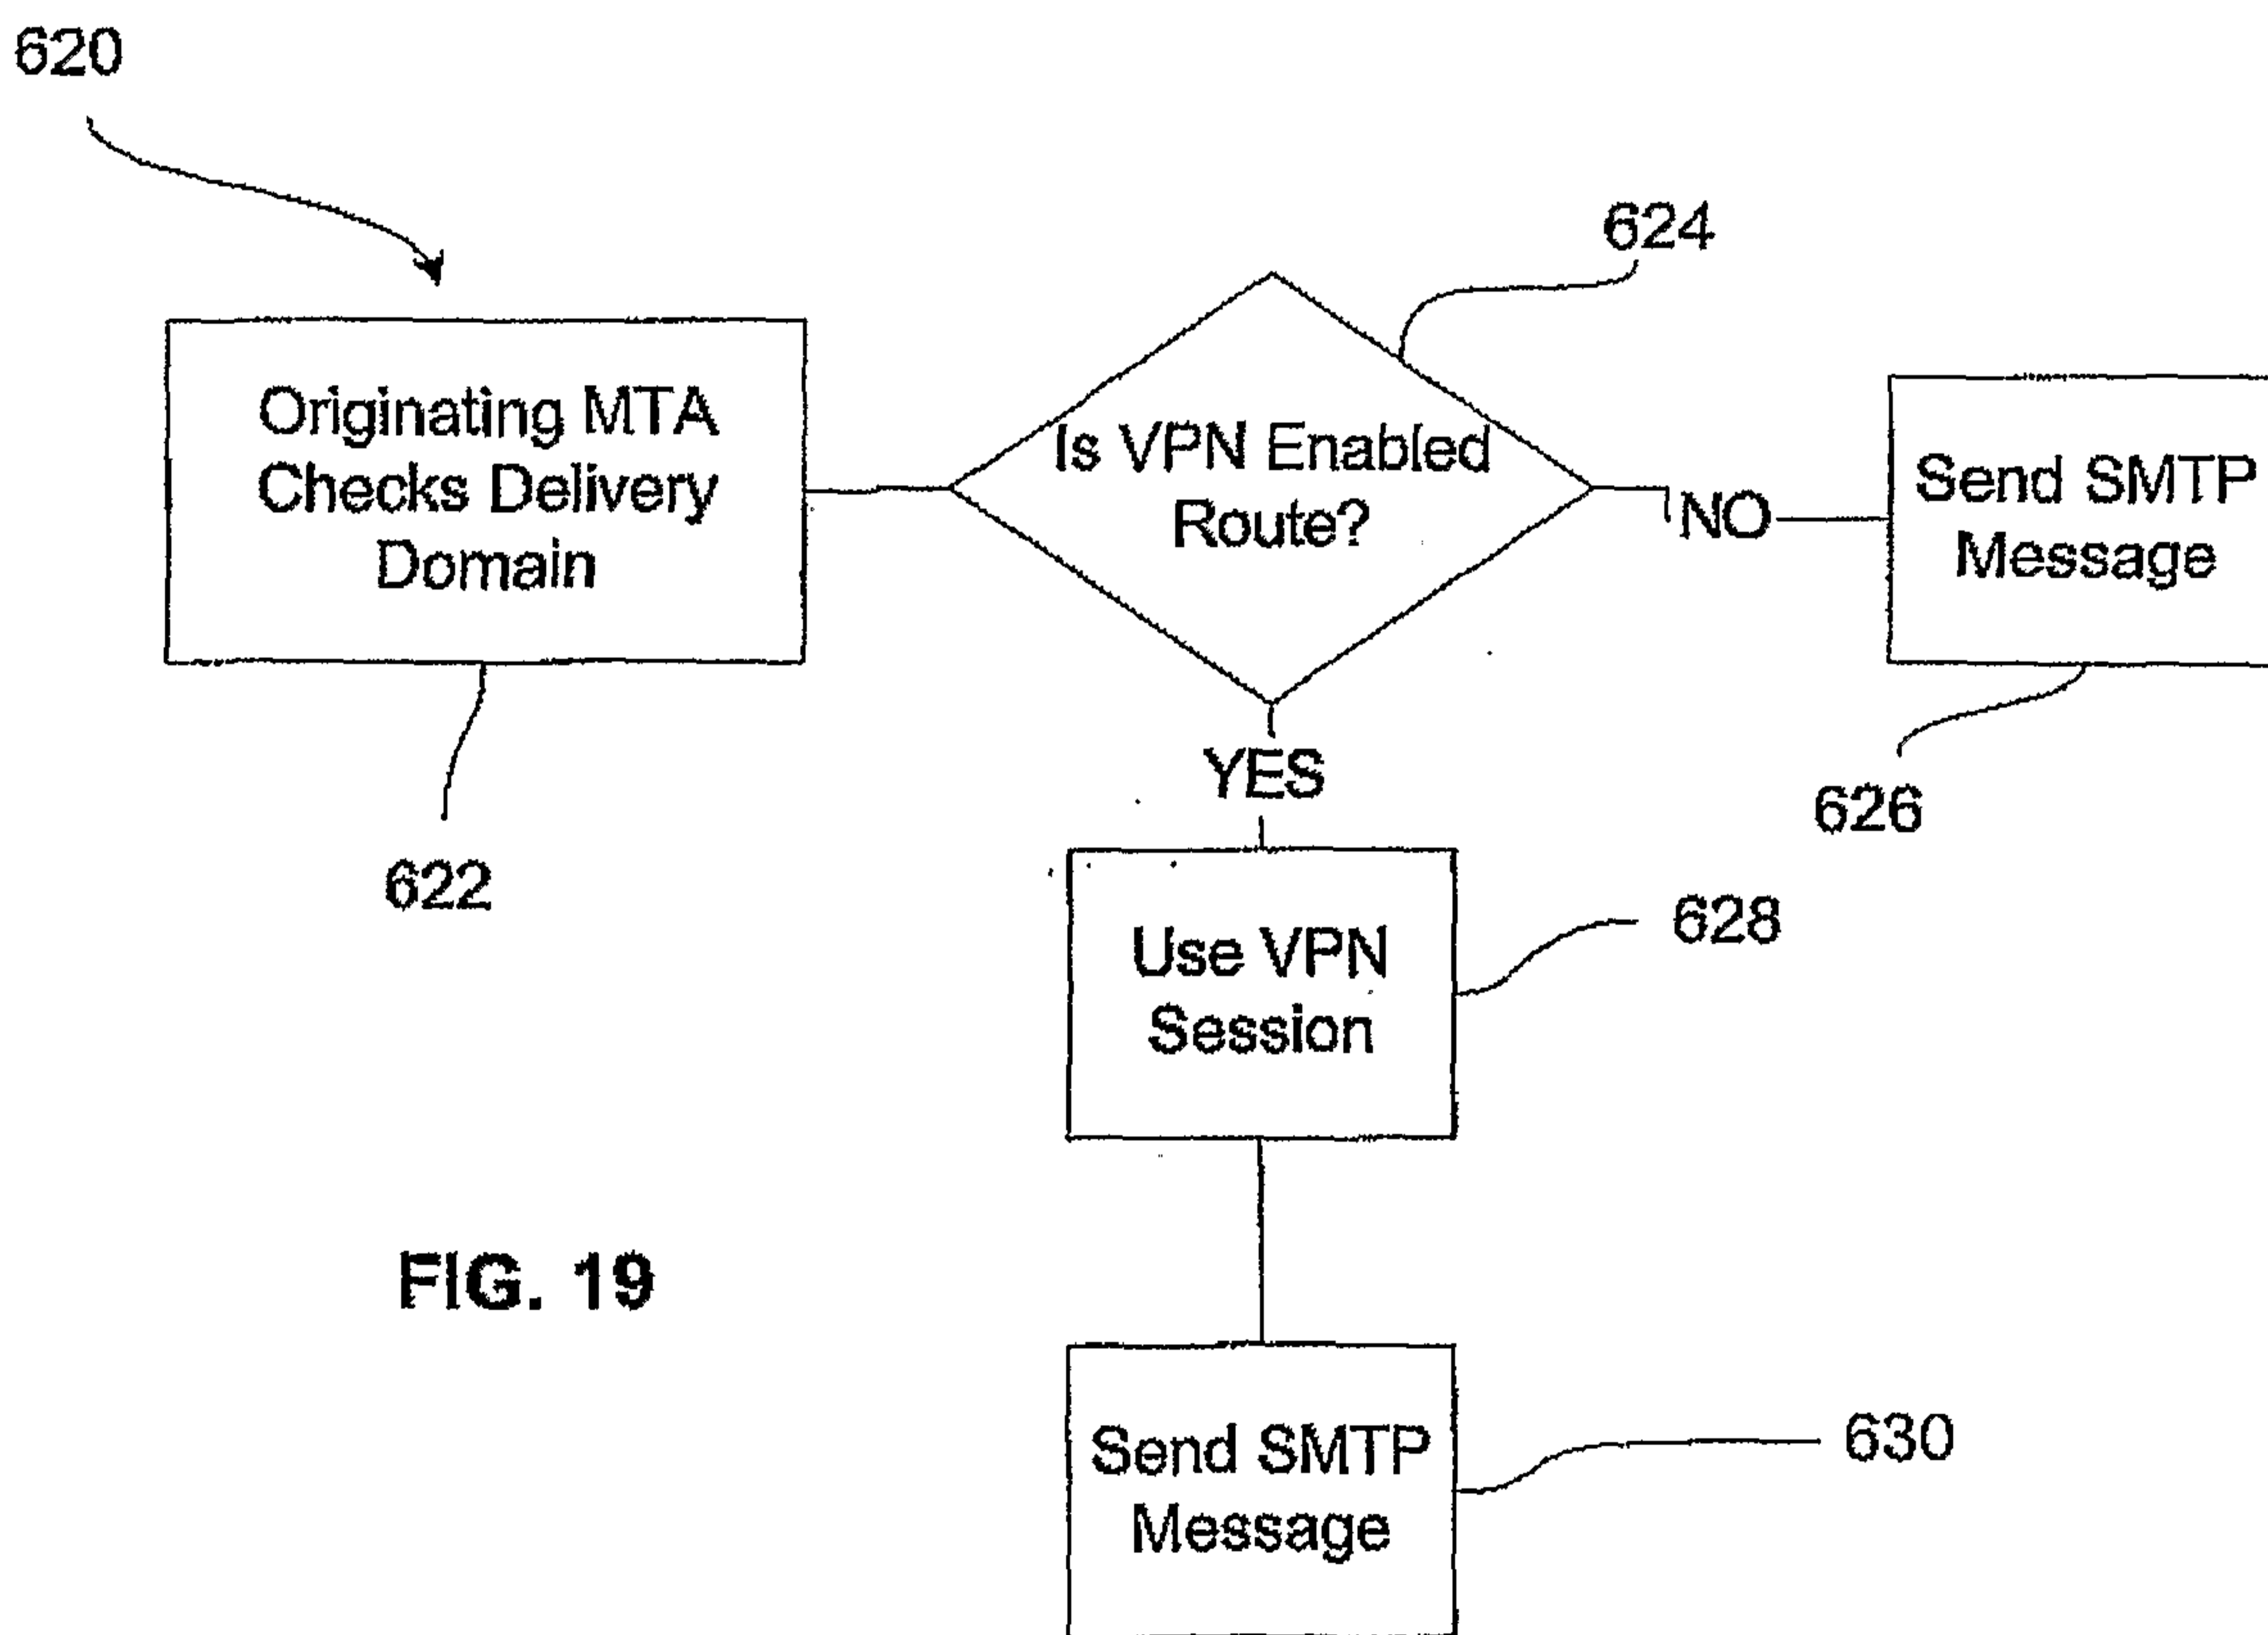 620
624
Originating MTA
Checks Delivery
Domain
Is VPN Enabled
Route?
NO
Send SMTP
Message
YES
626
622
Use VPN
Session
628
FIG. 19
Send SMTP
Message
630